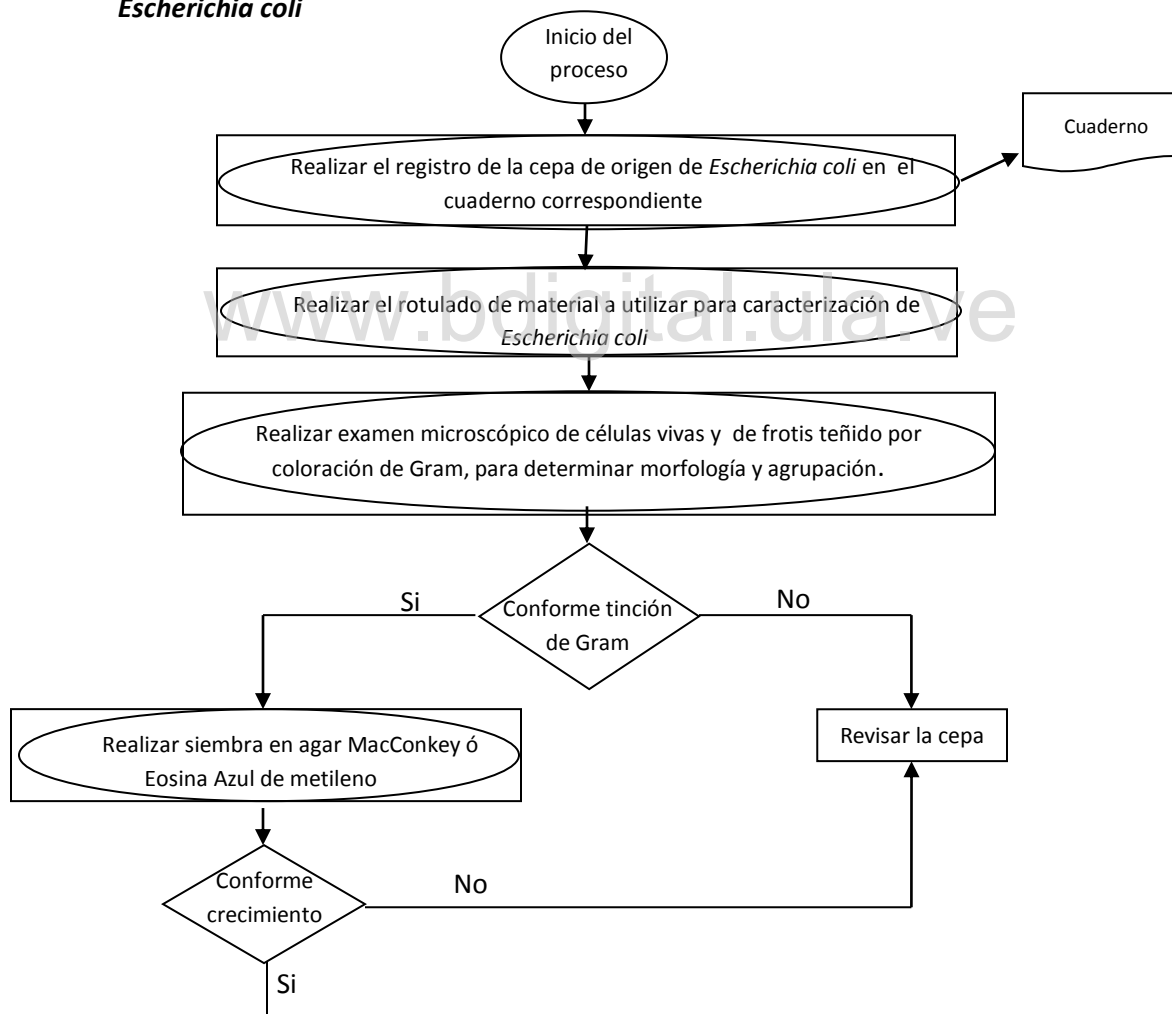 Escherichia coli
Inicio del
proceso
Cuaderno
Realizar el registro de la cepa de origen de Escherichia coli en el
cuaderno correspondiente
www.bdigital.ula.ve
Realizar el rotulado de material a utilizar para caracterización de
Escherichia coli
Realizar examen microscópico de células vivas y de frotis teñido por
coloración de Gram, para determinar morfología y agrupación.
Si
Conforme tinción
de Gram
No
Realizar siembra en agar MacConkey ó
Eosina Azul de metileno
Revisar la cepa
Conforme
crecimiento
No
Si